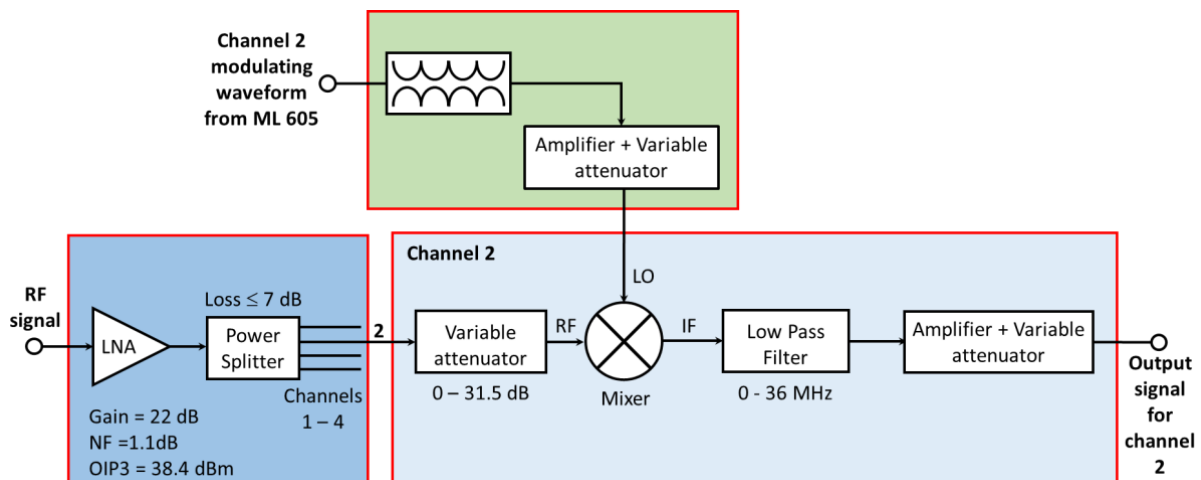 Channel 2
modulating
waveform
from ML 605
Amplifier + Variable
attenuator
Channel 2
LO
RF
signal
LNA
Loss ≤ 7 dB
Power
Splitter
2
Channels
1 – 4
Gain = 22 dB
NF =1.1dB
OIP3 = 38.4 dBm
Variable
attenuator
0 – 31.5 dB
RF
Mixer
IF
Low Pass
Filter
0 - 36 MHz
Amplifier + Variable
attenuator
Output
signal
for
channel
2